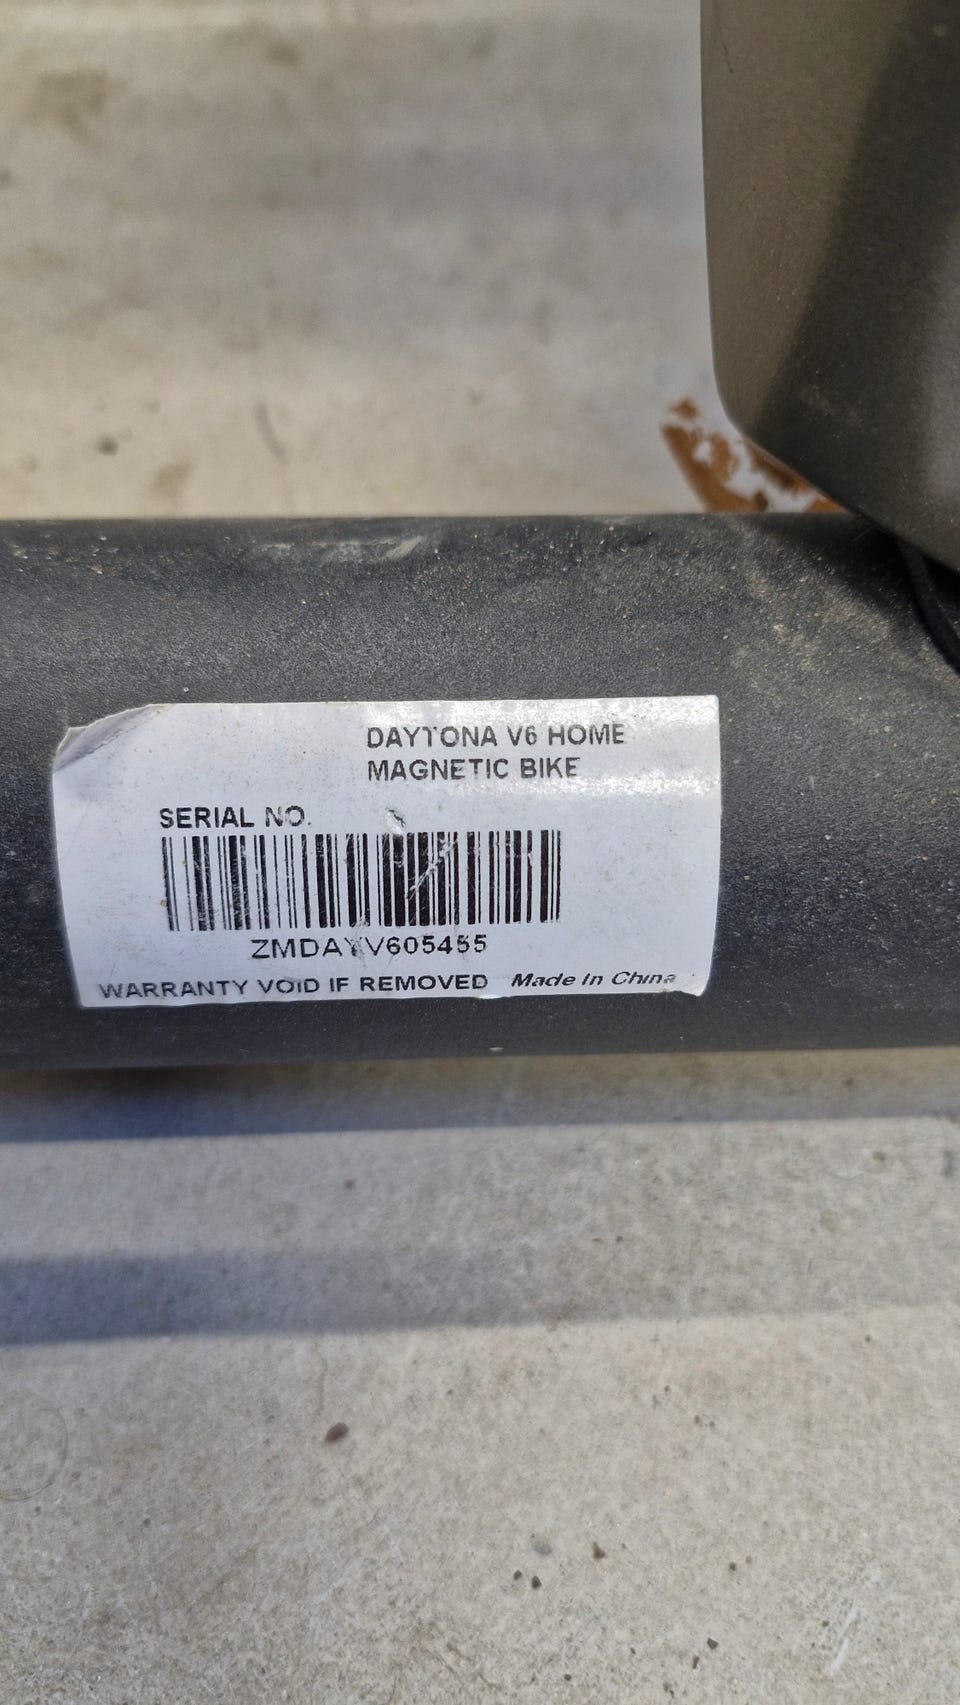 DAYTONA V6 HOME
MAGNETIC BIKE
SERIAL NO.
ZMDAYV605455
WARRANTY VOID IF REMOVED Made In China